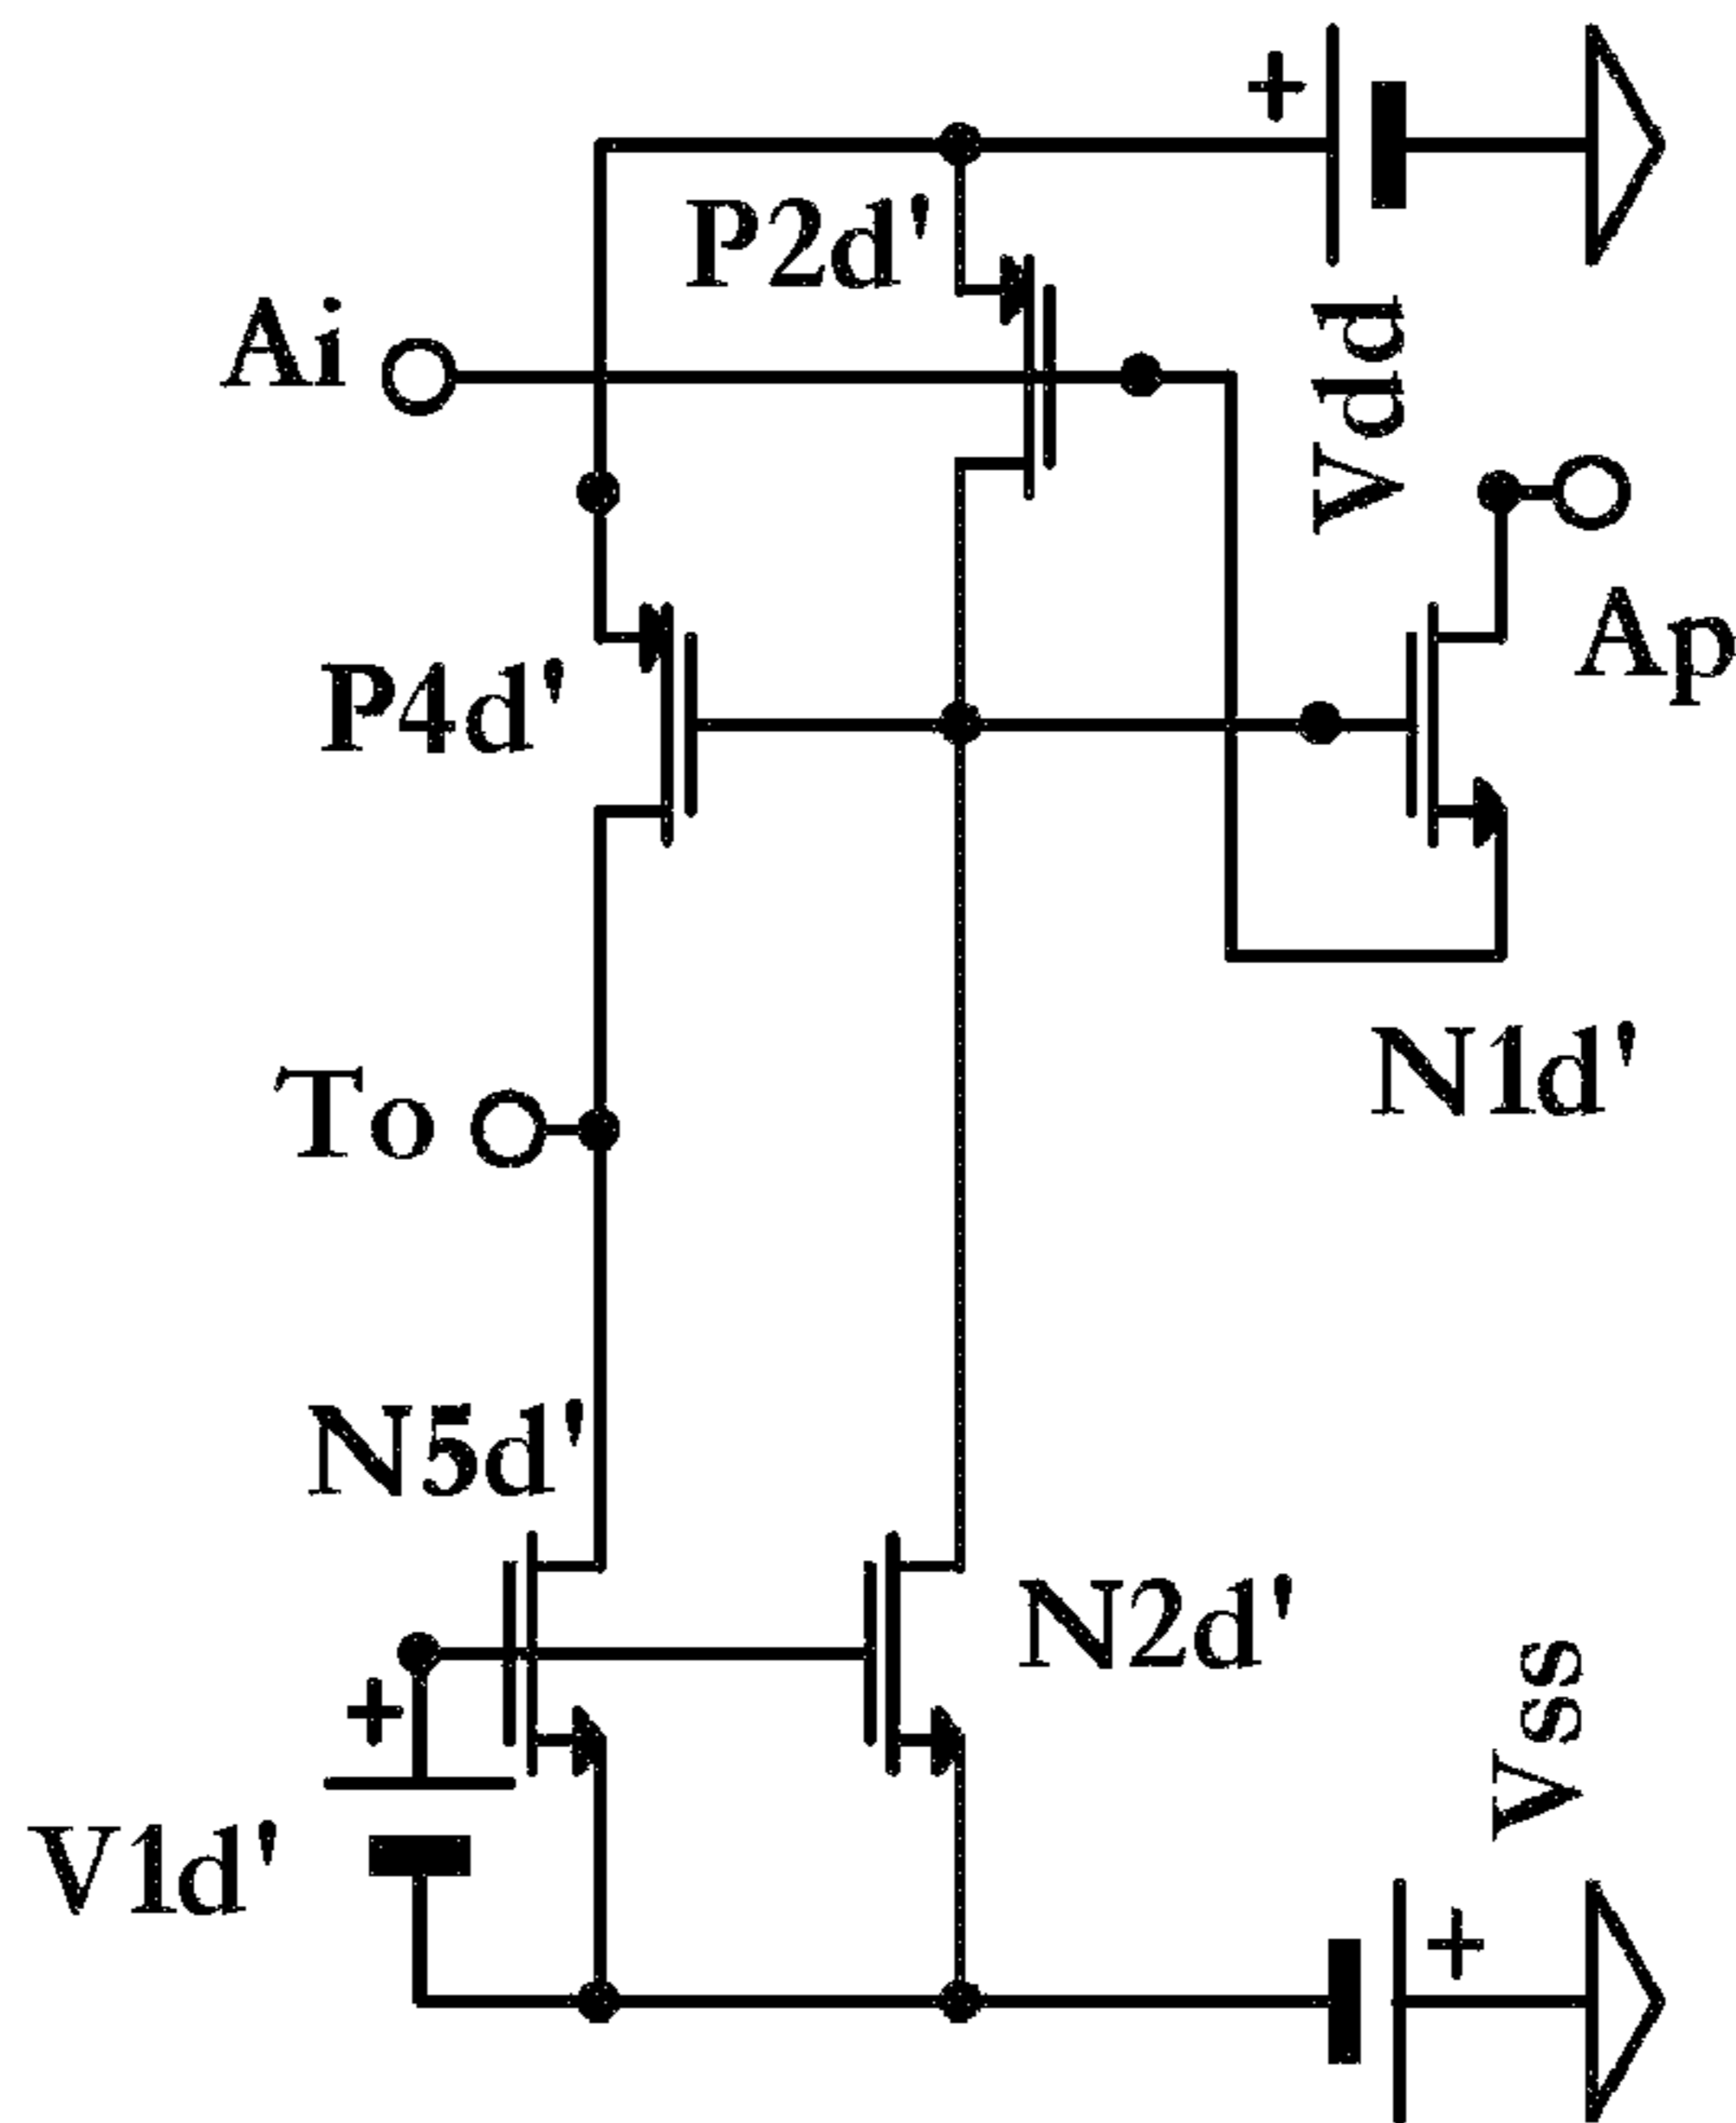 +
P2d'
Ai
Vdd
Ap
P4d'
N1d'
To
N5d'
N2d'
+
Vss
V1d'
+